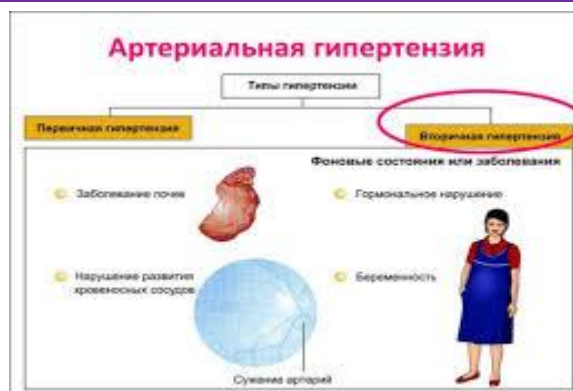 Артериальная гипертензия
Типы гипертензии
Первичная гипертензия
Вторичная гипертензия
Фоновые состояния или заболевания
Заболевание почек
Гормональное нарушение
Нарушение развития
кровеносных сосудов
Беременность
Сужение артерий